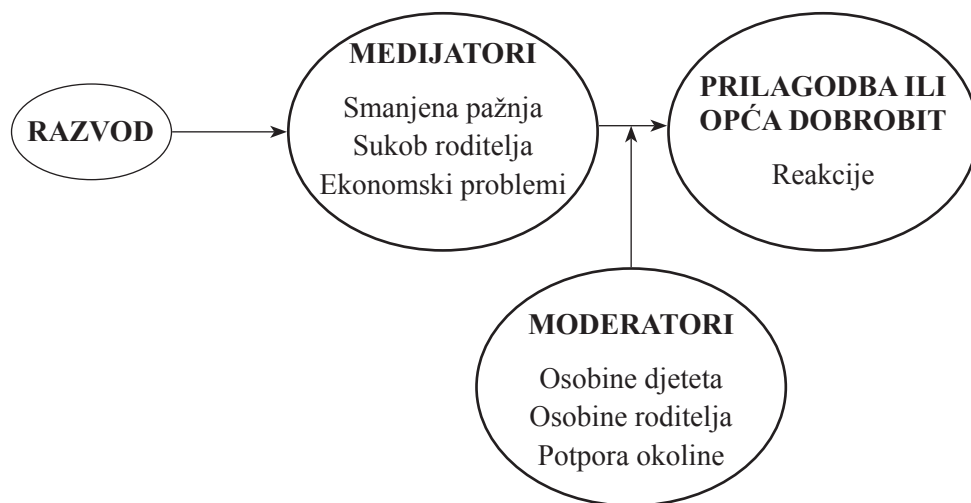 RAZVOD
MEDIJATORI
Smanjena pažnja
Sukob roditelja
Ekonomski problemi
PRILAGODBA ILI
OPĆA DOBROBIT
Reakcije
MODERATORI
Osobine djeteta
Osobine roditelja
Potpora okoline